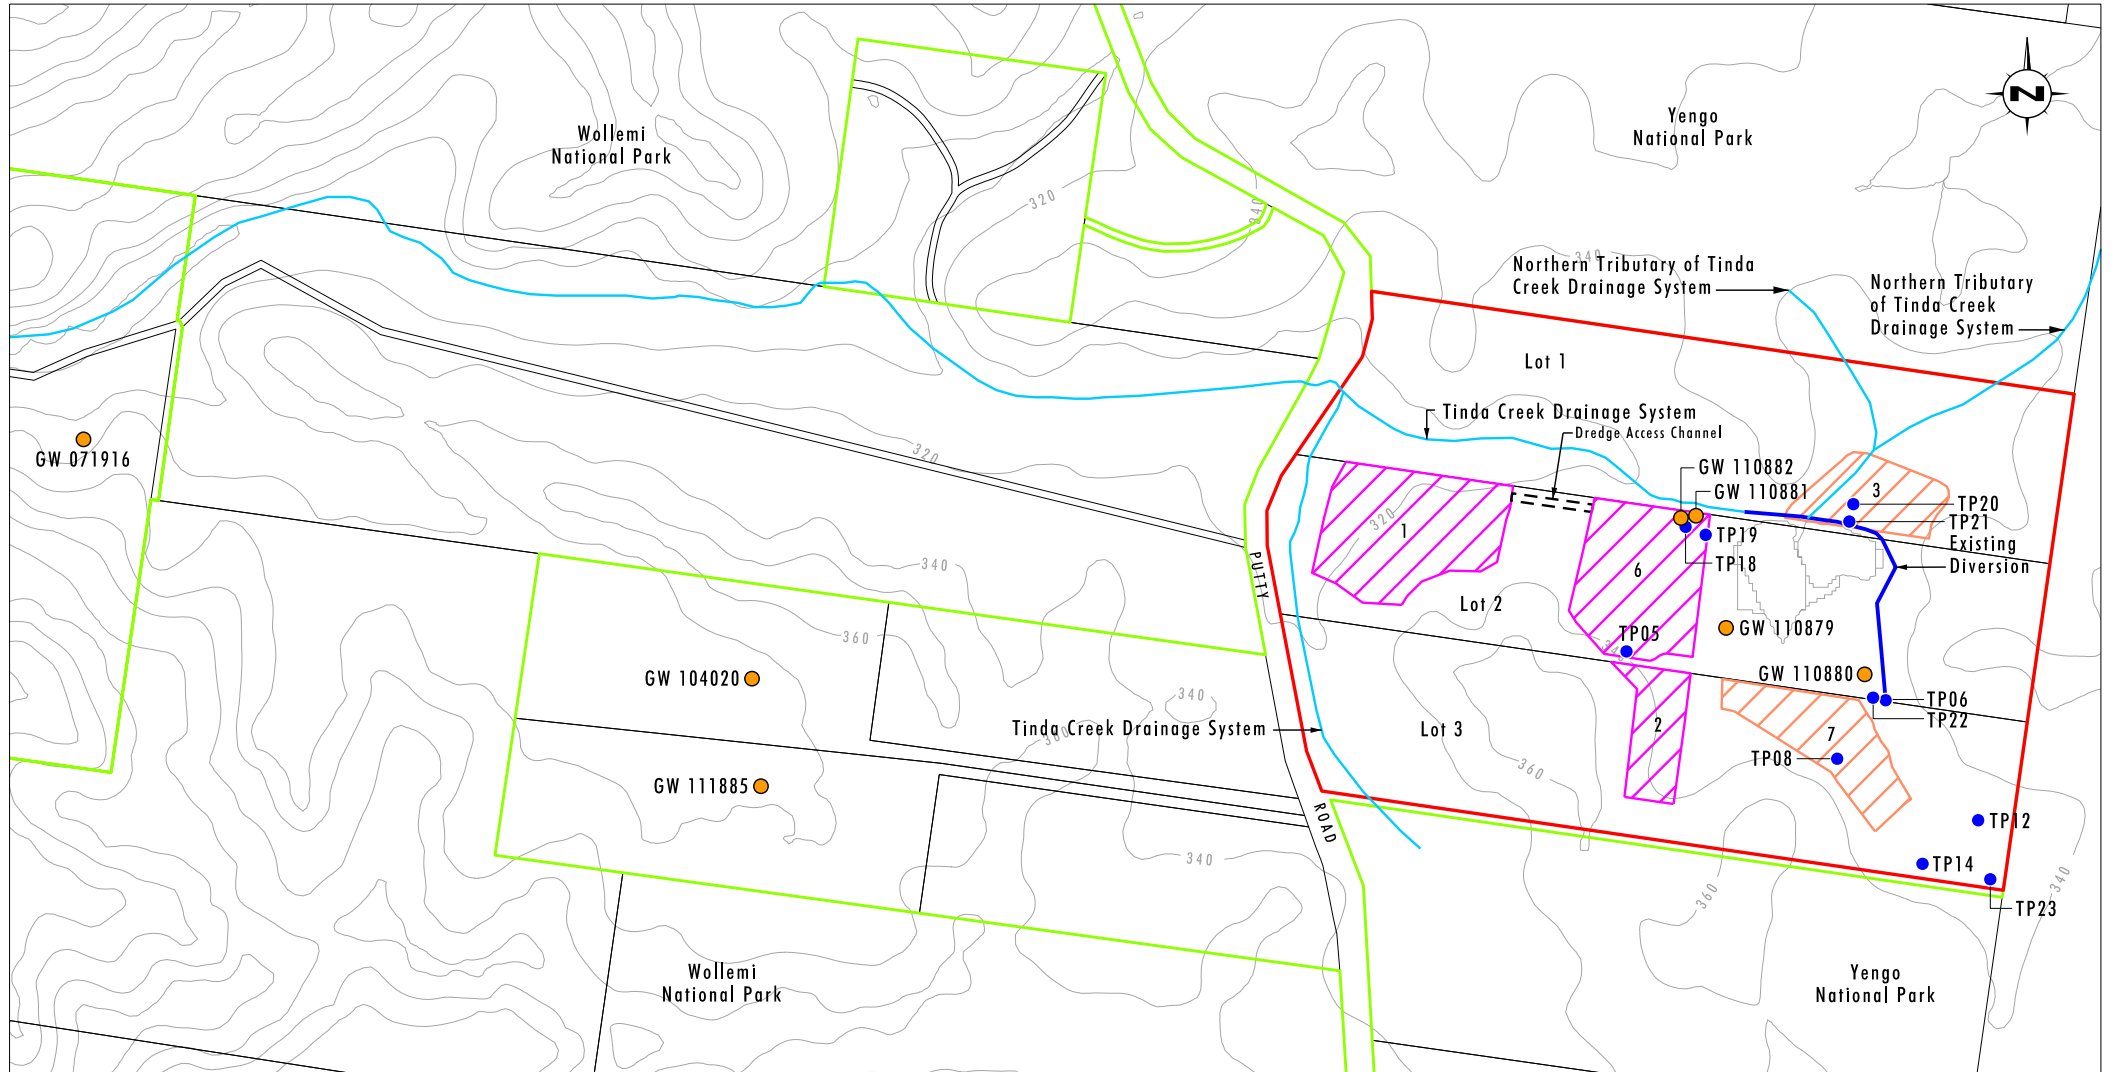 Wollemi
National Park
Yengo
National Park
N
320
340
340
Northern Tributary of Tinda
Creek Drainage System
Northern Tributary
of Tinda Creek
Drainage System
Lot 1
Tinda Creek Drainage System
Dredge Access Channel
GW 071916
320
GW 110882
GW 110881
3
TP20
TP21
Existing
Diversion
320
1
TP19
TP18
6
340
PUTTY
Lot 2
360
TP05
340
GW 110879
GW 104020
GW 110880
340
TP06
TP22
Tinda Creek Drainage System
360
Lot 3
2
7
TP08
360
GW 111885
ROAD
TP12
340
TP14
340
360
TP23
Wollemi
National Park
Yengo
National Park